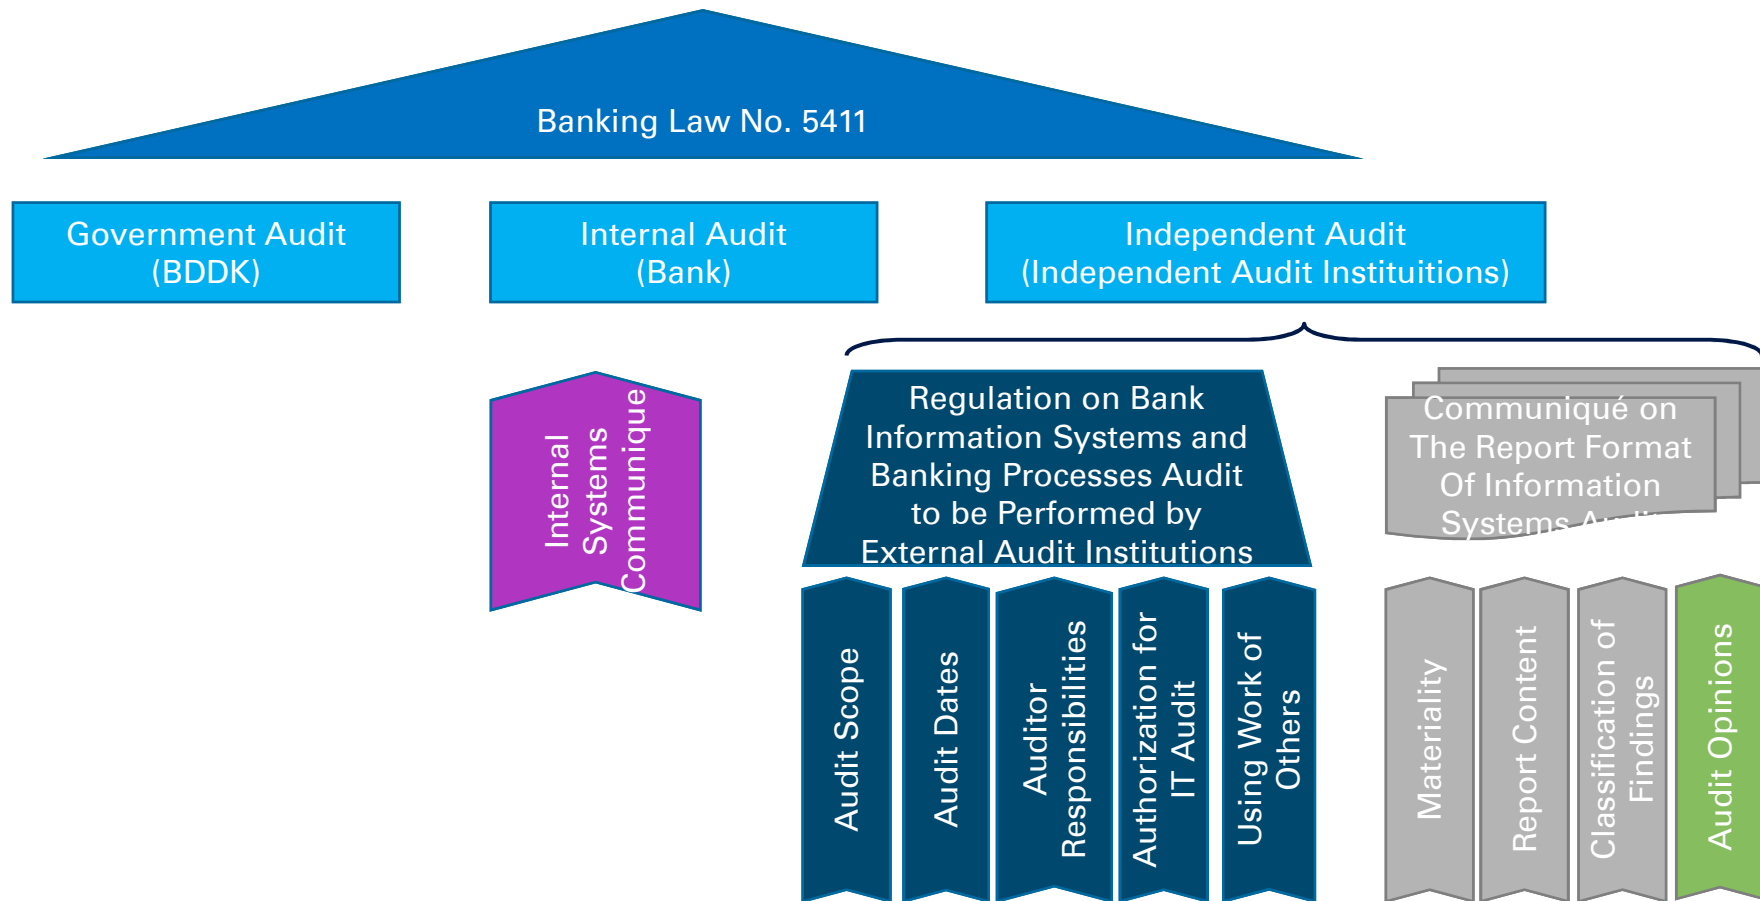 Banking Law No. 5411
Government Audit
(BDDK)
Internal Audit
(Bank)
Independent Audit
(Independent Audit Instituitions)
Internal
Systems
Communique
Regulation on Bank
Information Systems and
Banking Processes Audit
to be Performed by
External Audit Institutions
Communiqué on
The Report Format
Of Information
Systems Audit
Audit Scope
Audit Dates
Auditor
Responsibilities
Authorization for
IT Audit
Using Work of
Others
Materiality
Report Content
Classification of
Findings
Audit Opinions